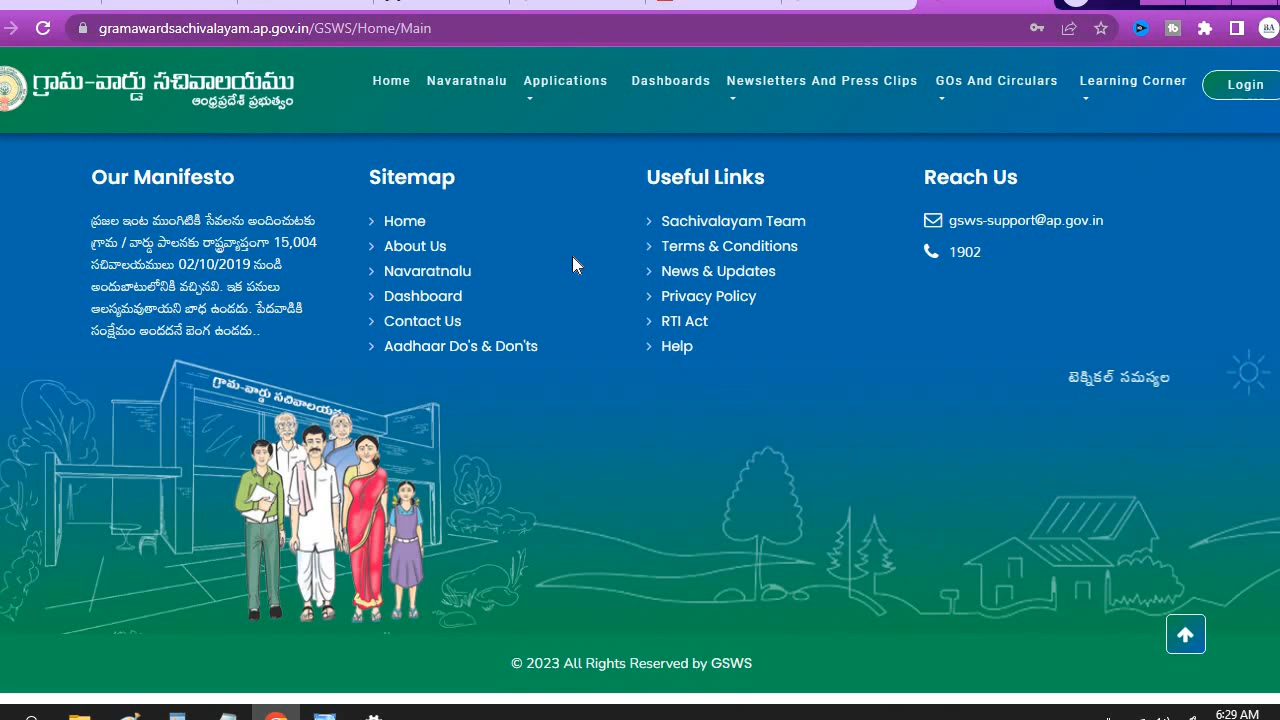 gramawardsachivalayam.ap.gov.in/GSWS/Home/Main
గ్రామ-వార్డు సచివాలయము
ఆంధ్రప్రదేశ్ ప్రభుత్వం
Home Navaratnalu Applications Dashboards Newsletters And Press Clips GOs And Circulars Learning Corner Login
Our Manifesto
ప్రజల ఇంట ముంగిటికి సేవలను అందించుటకు
గ్రామ / వార్డు పాలనకు రాష్ట్రవ్యాప్తంగా 15,004
సచివాలయములు 02/10/2019 నుండి
అందుబాటులోనికి వచ్చినవి. ఇక పనులు
ఆలస్యమవుతాయని బాధ ఉండదు. పేదవాడికి
సంక్షేమం అందదనే బెంగ ఉండదు..
Sitemap
Home
About Us
Navaratnalu
Dashboard
Contact Us
Aadhaar Do's & Don'ts
Useful Links
Sachivalayam Team
Terms & Conditions
News & Updates
Privacy Policy
RTI Act
Help
Reach Us
gsws-support@ap.gov.in
1902
టెక్నికల్ సమస్యల
© 2023 All Rights Reserved by GSWS
6:29 AM